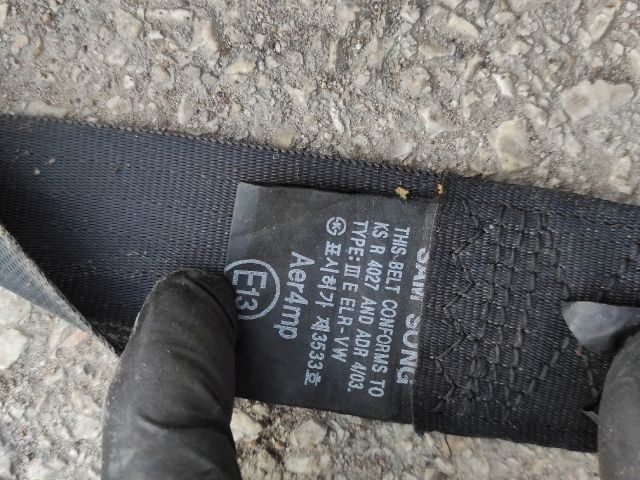 SAM SONG
THIS BELT CONFORMS TO
KS R 4027 AND ADR 4/03.
TYPE: Ⅲ E ELR-VW
㉿ 표시허가 제3533호
Aer4mp
E13